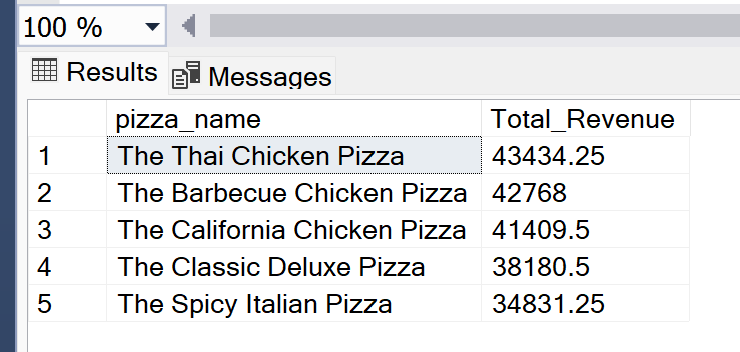 100 %
Results Messages
pizza_name Total_Revenue
1 The Thai Chicken Pizza 43434.25
2 The Barbecue Chicken Pizza 42768
3 The California Chicken Pizza 41409.5
4 The Classic Deluxe Pizza 38180.5
5 The Spicy Italian Pizza 34831.25